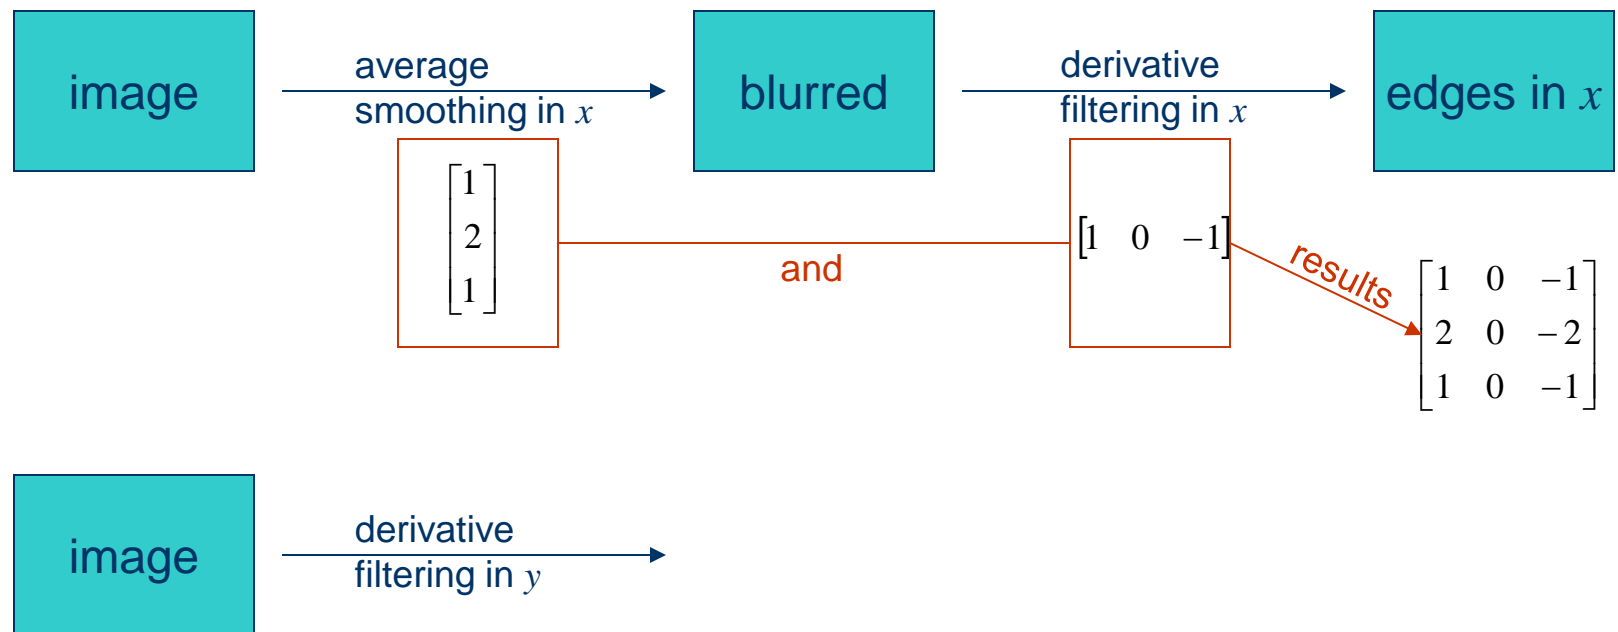 image
average
smoothing in x
blurred
derivative
filtering in x
edges in x
[1
2
1]
and
[1 0 −1]
results
[1 0 −1
2 0 −2
1 0 −1]
image
derivative
filtering in y